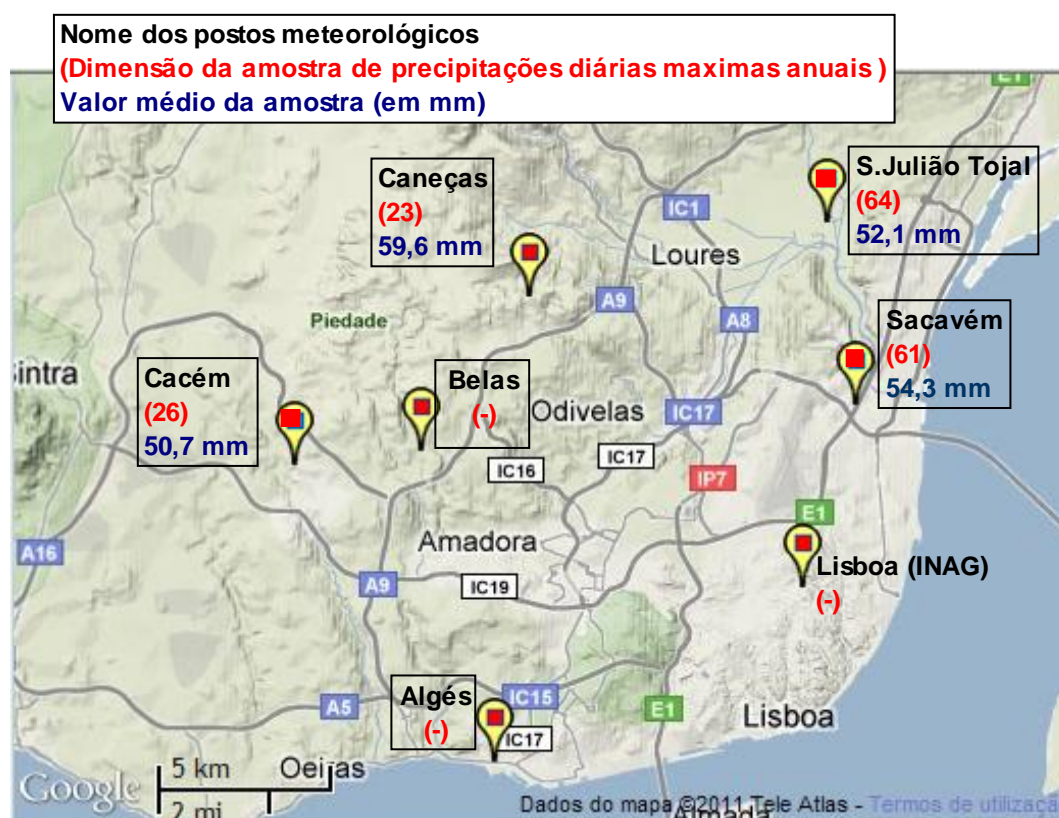 Nome dos postos meteorológicos
(Dimensão da amostra de precipitações diárias maximas anuais )
Valor médio da amostra (em mm)
E1
Caneças
(23)
59,6 mm
S.Julião Tojal
(64)
52,1 mm
IC1
Loures
A9
A8
Piedade
Sacavém
(61)
54,3 mm
Sintra
Cacém
(26)
50,7 mm
Belas
(-)
Odivelas
IC17
IC16
IC17
IP7
E1
A16
Amadora
A9
IC19
Lisboa (INAG)
(-)
Algés
(-)
A5
IC15
IC17
E1
Lisboa
Oeiras
5 km
2 mi
Google
Almada
Dados do mapa ©2011 Tele Atlas - Termos de utilizaçã